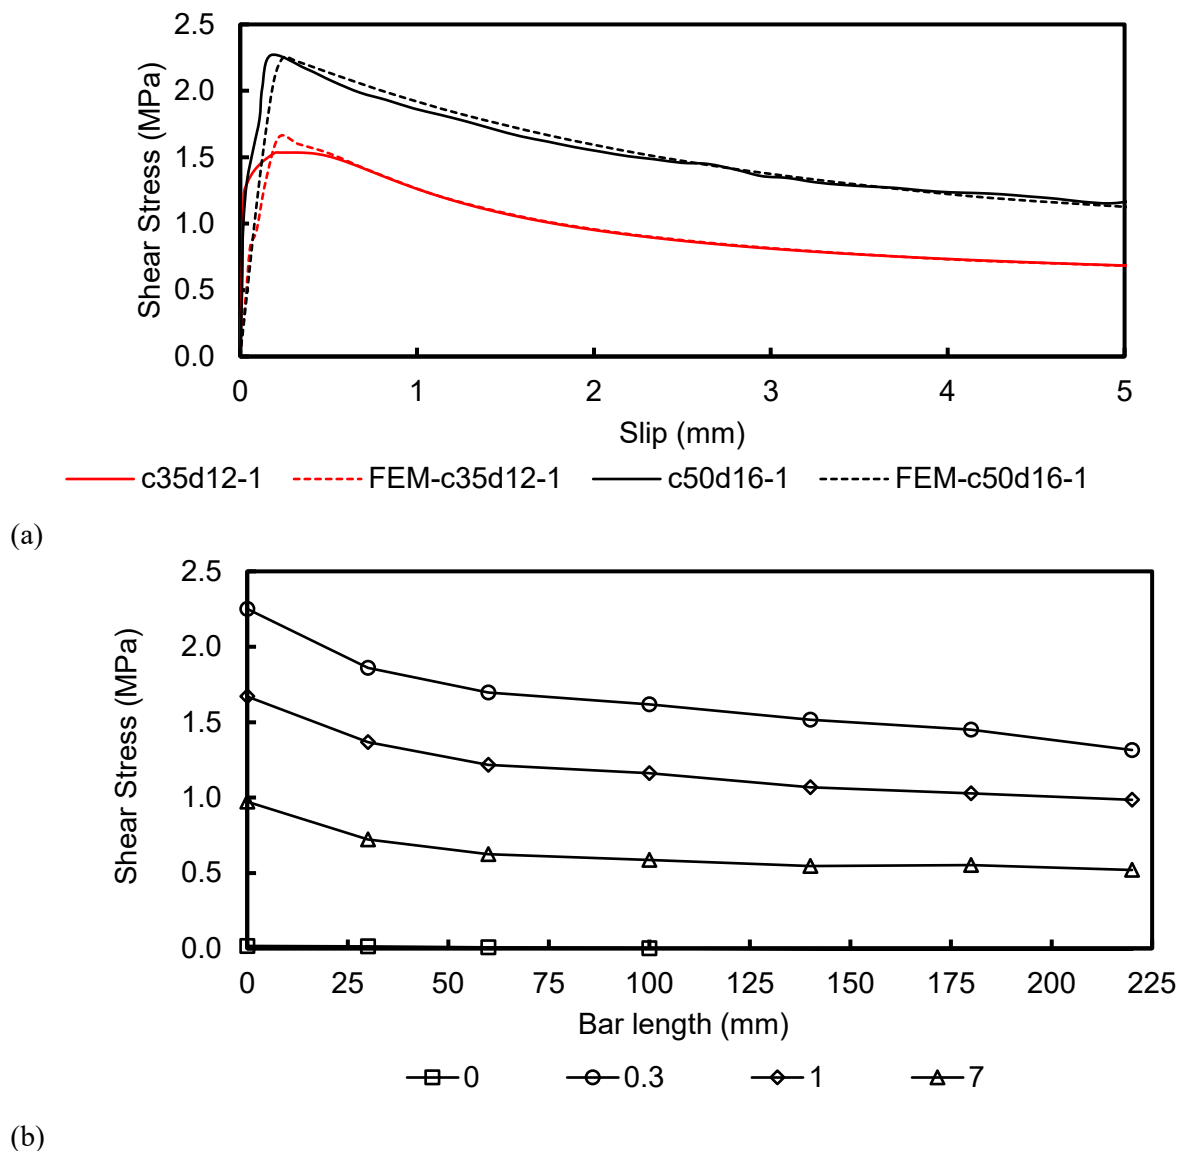 2.5
2.0
1.5
1.0
0.5
0.0
Shear Stress (MPa)
0 1 2 3 4 5
Slip (mm)
c35d12-1 FEM-c35d12-1 c50d16-1 FEM-c50d16-1
(a)
2.5
2.0
1.5
1.0
0.5
0.0
Shear Stress (MPa)
0 25 50 75 100 125 150 175 200 225
Bar length (mm)
0 0.3 1 7
(b)